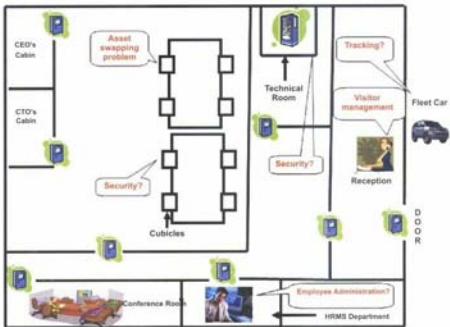 CEO's
Cabin
CTO's
Cabin
Asset
swapping
problem
Security?
Cubicles
Technical
Room
Security?
Tracking?
Visitor
management
Fleet Car
Reception
D
O
O
R
Conference Room
Employee Administration?
HRMS Department